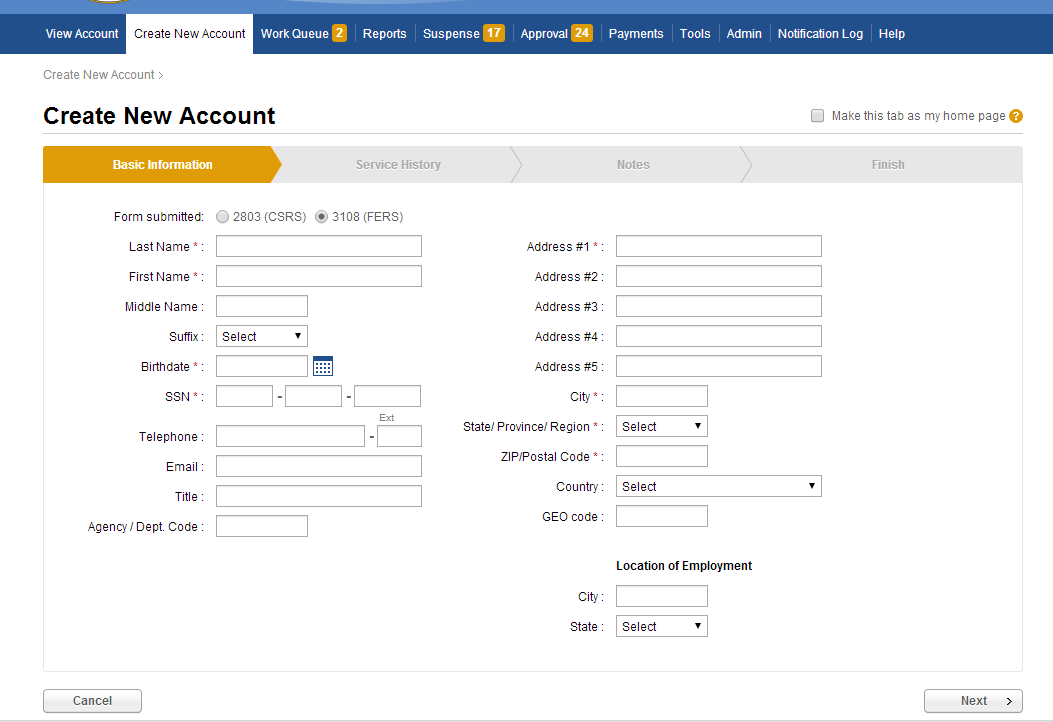 View Account Create New Account Work Queue 2 Reports Suspense 17 Approval 24 Payments Tools Admin Notification Log Help
Create New Account >
Create New Account
Make this tab as my home page ?
Basic Information Service History Notes Finish
Form submitted: 2803 (CSRS) 3108 (FERS)
Last Name * :
First Name * :
Middle Name :
Suffix : Select
Birthdate * :
SSN * : - -
Ext
Telephone : -
Email :
Title :
Agency / Dept. Code :
Address #1 * :
Address #2 :
Address #3 :
Address #4 :
Address #5 :
City * :
State/ Province/ Region * : Select
ZIP/Postal Code * :
Country : Select
GEO code :
Location of Employment
City :
State : Select
Cancel
Next >